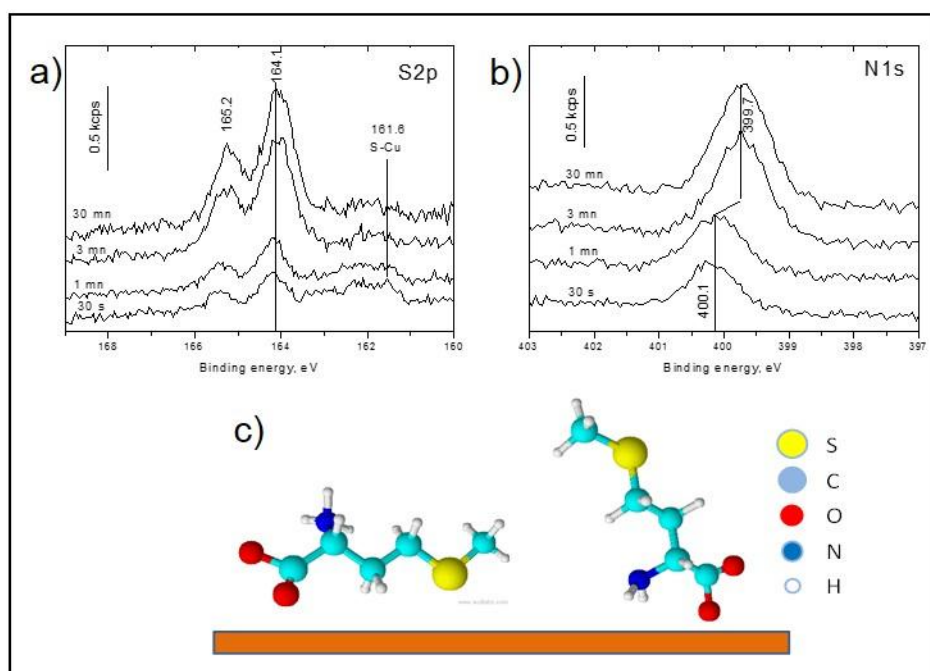 a)
S2p
0.5 kcps
165.2
164.1
161.6
S-Cu
30 mn
3 mn
1 mn
30 s
168
166
164
162
160
Binding energy, eV
b)
N1s
0.5 kcps
399.7
30 mn
3 mn
1 mn
30 s
400.1
403
402
401
400
399
398
397
Binding energy, eV
c)
S
C
O
N
H